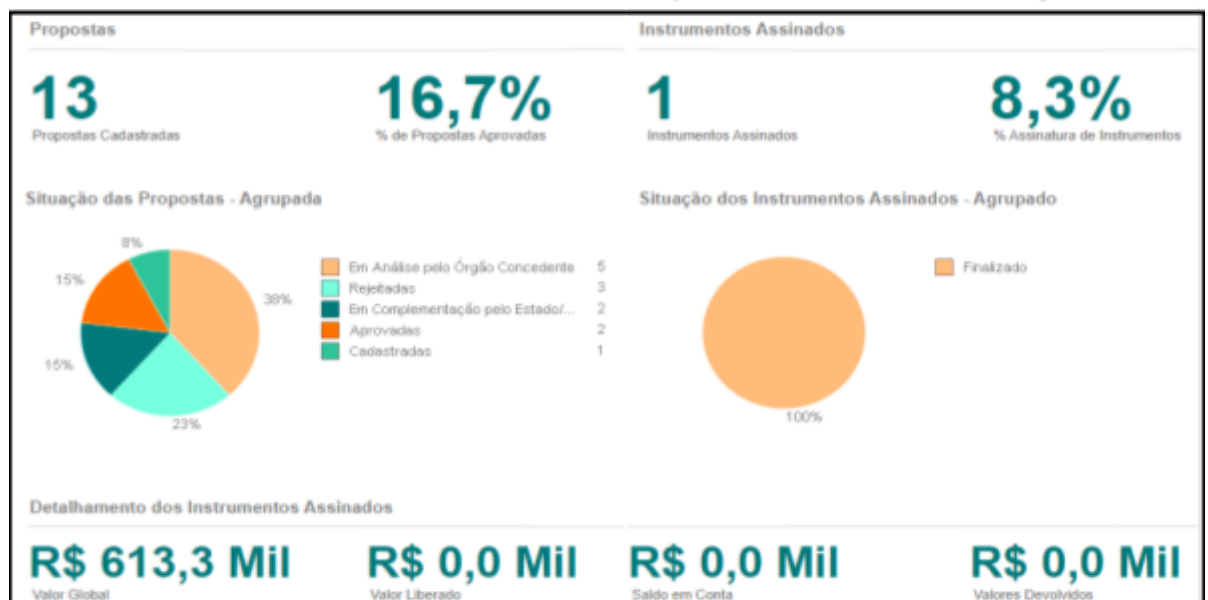 Propostas
Instrumentos Assinados
13
16,7%
1
8,3%
Propostas Cadastradas
% de Propostas Aprovadas
Instrumentos Assinados
% Assinatura de Instrumentos
Situação das Propostas - Agrupada
Situação dos Instrumentos Assinados - Agrupado
8%
15%
38%
15%
23%
Em Análise pelo Órgão Concedente 5
Rejeitadas 3
Em Complementação pelo Estado/... 2
Aprovadas 2
Cadastradas 1
Finalizado
100%
Detalhamento dos Instrumentos Assinados
R$ 613,3 Mil
R$ 0,0 Mil
R$ 0,0 Mil
R$ 0,0 Mil
Valor Global
Valor Liberado
Saldo em Conta
Valores Devolvidos